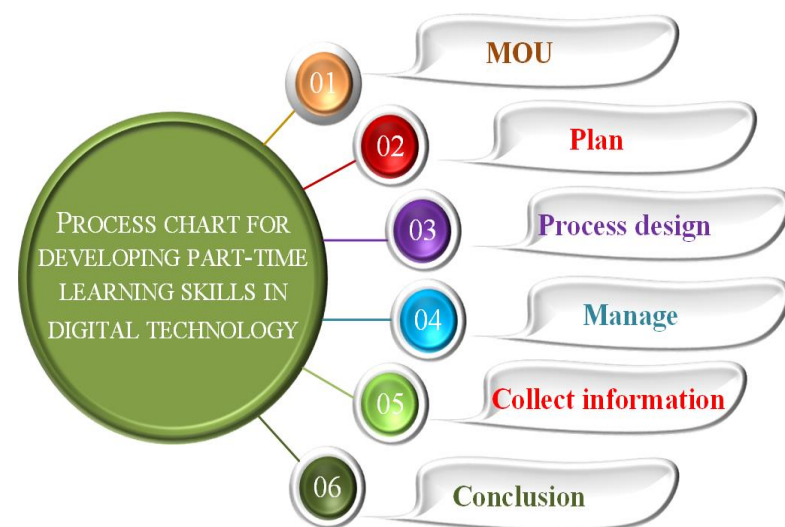 PROCESS CHART FOR
DEVELOPING PART-TIME
LEARNING SKILLS IN
DIGITAL TECHNOLOGY
01
MOU
02
Plan
03
Process design
04
Manage
05
Collect information
06
Conclusion